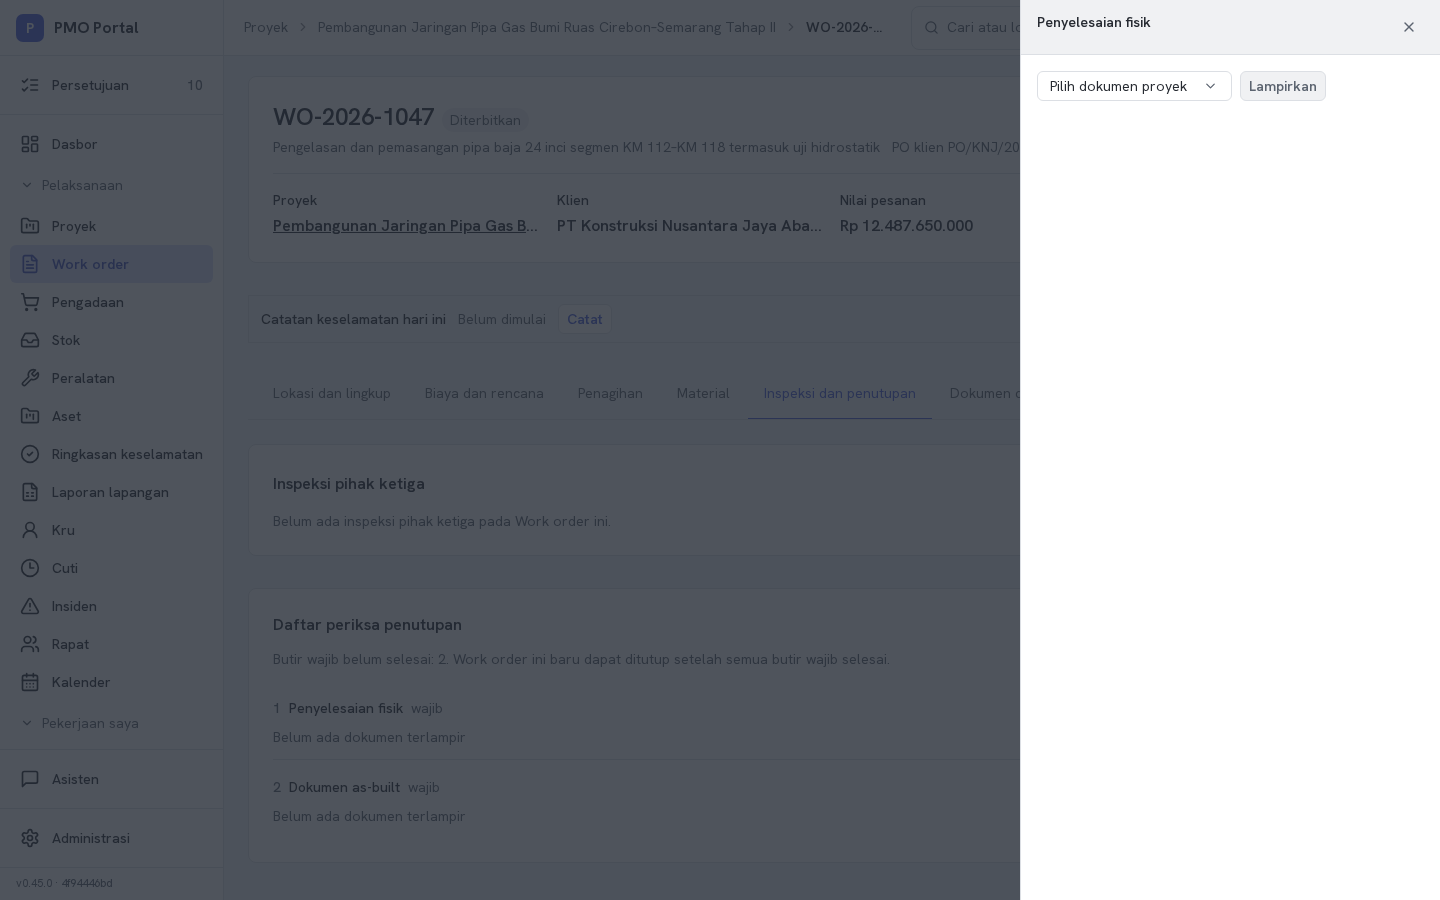 P PMO Portal
Persetujuan 10
Dasbor
Pelaksanaan
Proyek
Work order
Pengadaan
Stok
Peralatan
Aset
Ringkasan keselamatan
Laporan lapangan
Kru
Cuti
Insiden
Rapat
Kalender
Pekerjaan saya
Asisten
Administrasi
v0.45.0 · 4f94446bd
Proyek > Pembangunan Jaringan Pipa Gas Bumi Ruas Cirebon–Semarang Tahap II > WO-2026-…
Cari atau lo
WO-2026-1047 Diterbitkan
Pengelasan dan pemasangan pipa baja 24 inci segmen KM 112–KM 118 termasuk uji hidrostatik PO klien PO/KNJ/20
Proyek Klien Nilai pesanan
Pembangunan Jaringan Pipa Gas B… PT Konstruksi Nusantara Jaya Aba… Rp 12.487.650.000
Catatan keselamatan hari ini Belum dimulai Catat
Lokasi dan lingkup Biaya dan rencana Penagihan Material Inspeksi dan penutupan Dokumen d
Inspeksi pihak ketiga
Belum ada inspeksi pihak ketiga pada Work order ini.
Daftar periksa penutupan
Butir wajib belum selesai: 2. Work order ini baru dapat ditutup setelah semua butir wajib selesai.
1 Penyelesaian fisik wajib
Belum ada dokumen terlampir
2 Dokumen as-built wajib
Belum ada dokumen terlampir
Penyelesaian fisik
Pilih dokumen proyek Lampirkan